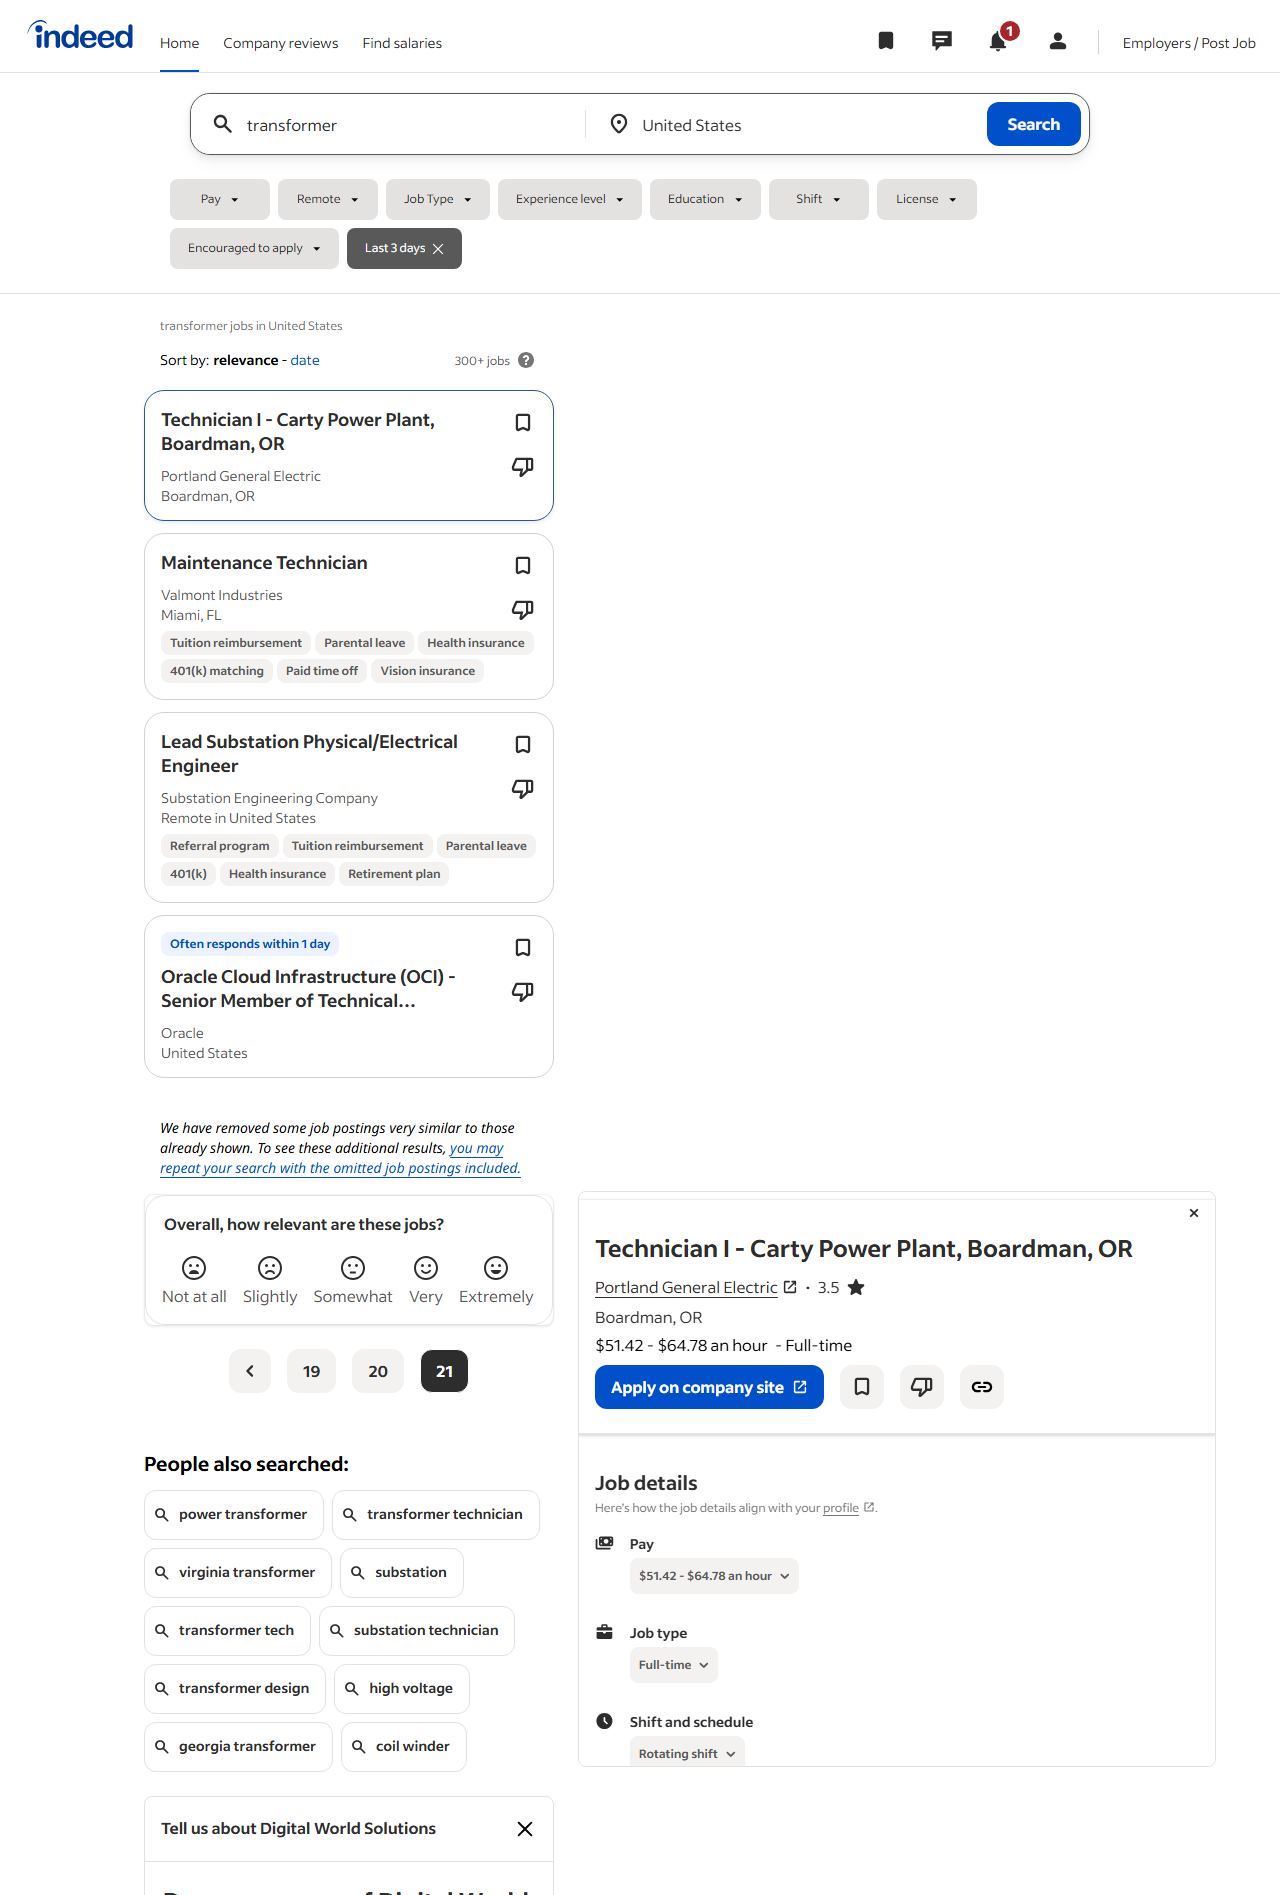 indeed
Home
Company reviews
Find salaries
1
Employers / Post Job
transformer
United States
Search
Pay
Remote
Job Type
Experience level
Education
Shift
License
Encouraged to apply
Last 3 days
transformer jobs in United States
Sort by: relevance - date
300+ jobs
Technician I - Carty Power Plant,
Boardman, OR
Portland General Electric
Boardman, OR
Maintenance Technician
Valmont Industries
Miami, FL
Tuition reimbursement
Parental leave
Health insurance
401(k) matching
Paid time off
Vision insurance
Lead Substation Physical/Electrical
Engineer
Substation Engineering Company
Remote in United States
Referral program
Tuition reimbursement
Parental leave
401(k)
Health insurance
Retirement plan
Often responds within 1 day
Oracle Cloud Infrastructure (OCI) -
Senior Member of Technical...
Oracle
United States
We have removed some job postings very similar to those
already shown. To see these additional results, you may
repeat your search with the omitted job postings included.
Overall, how relevant are these jobs?
Not at all
Slightly
Somewhat
Very
Extremely
19
20
21
People also searched:
power transformer
transformer technician
virginia transformer
substation
transformer tech
substation technician
transformer design
high voltage
georgia transformer
coil winder
Tell us about Digital World Solutions
Technician I - Carty Power Plant, Boardman, OR
Portland General Electric · 3.5
Boardman, OR
$51.42 - $64.78 an hour - Full-time
Apply on company site
Job details
Here's how the job details align with your profile.
Pay
$51.42 - $64.78 an hour
Job type
Full-time
Shift and schedule
Rotating shift